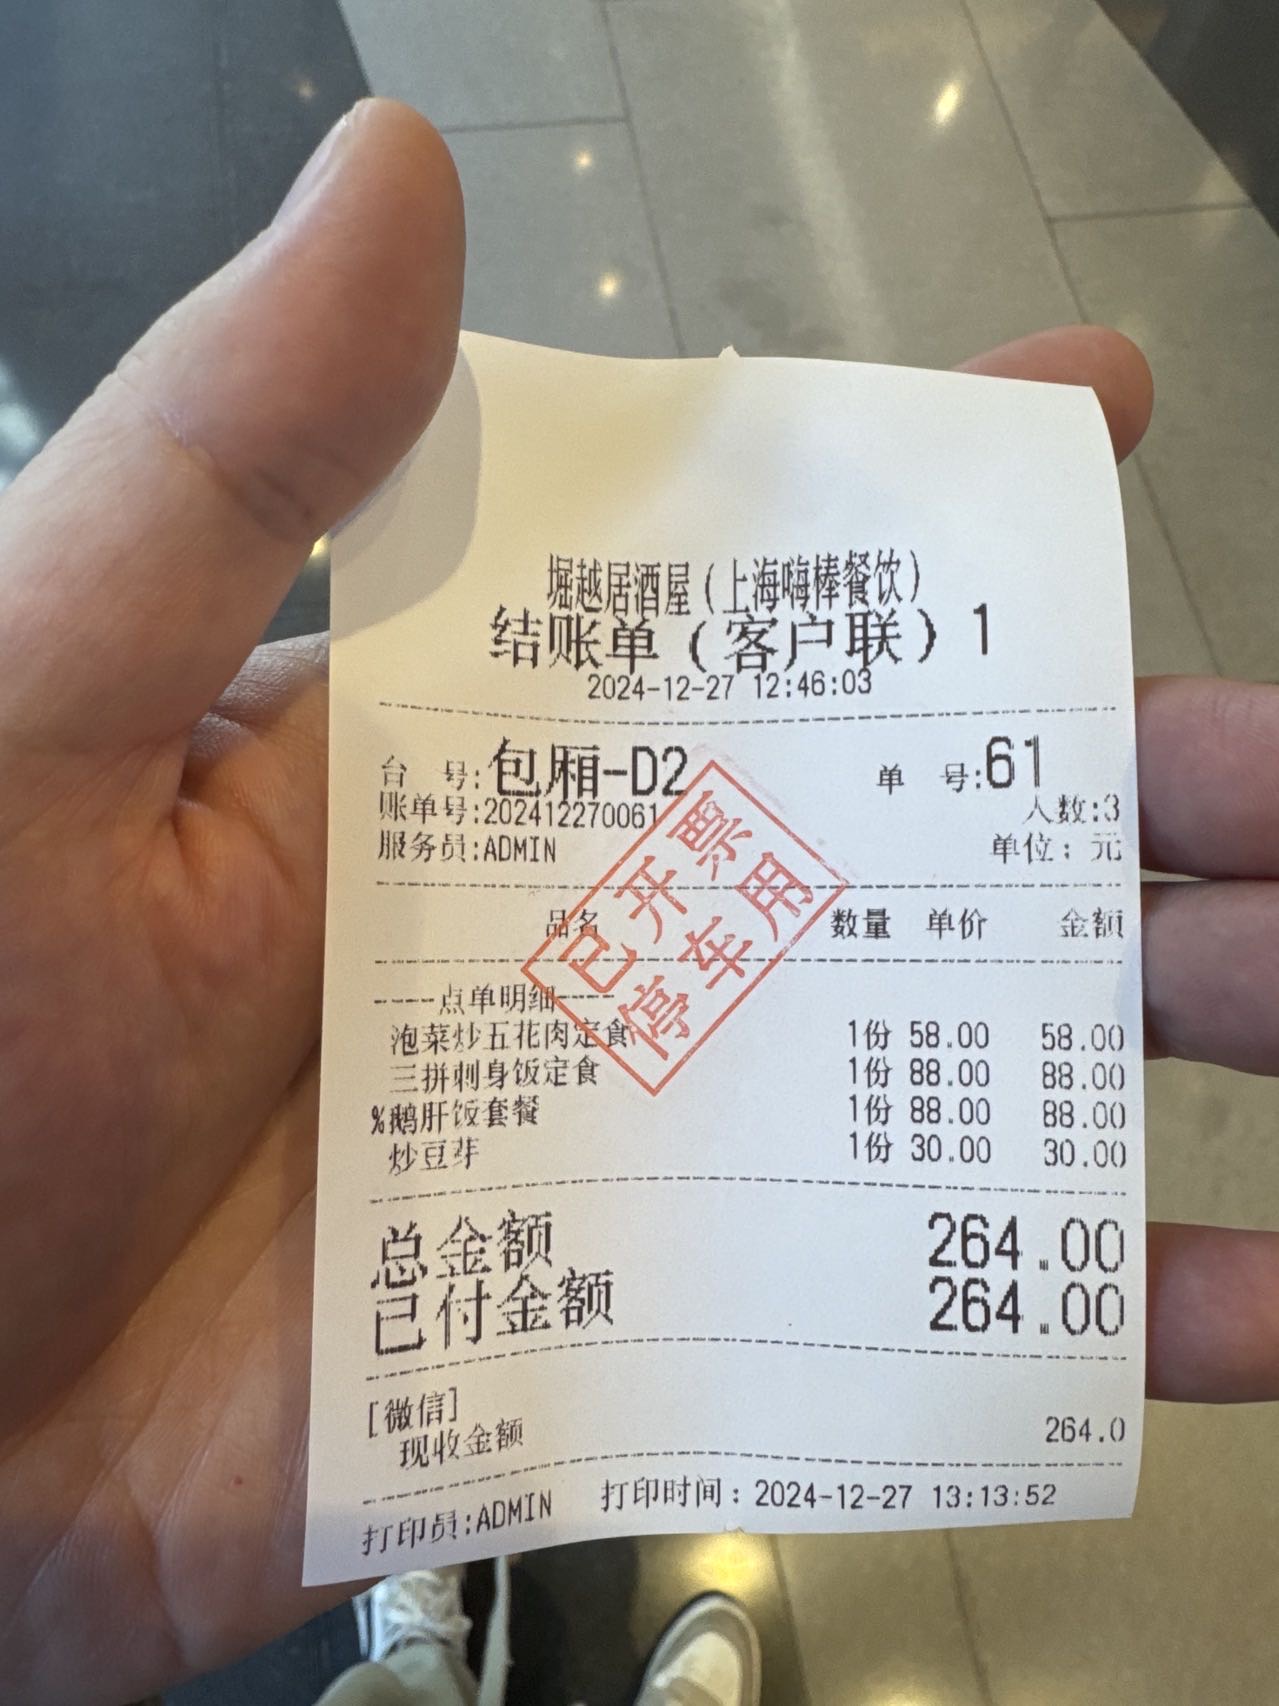 堀越居酒屋(上海嗨棒餐饮)
结账单(客户联)1
2024-12-27 12:46:03
台 号:包厢-D2 单 号:61
账单号:202412270061 人数:3
服务员:ADMIN 单位：元
品名 数量 单价 金额
----点单明细----
泡菜炒五花肉定食 1份 58.00 58.00
三拼刺身饭定食 1份 88.00 88.00
%鹅肝饭套餐 1份 88.00 88.00
炒豆芽 1份 30.00 30.00
总金额 264.00
已付金额 264.00
[微信]
现收金额 264.0
打印员:ADMIN 打印时间：2024-12-27 13:13:52
已开票
停车用